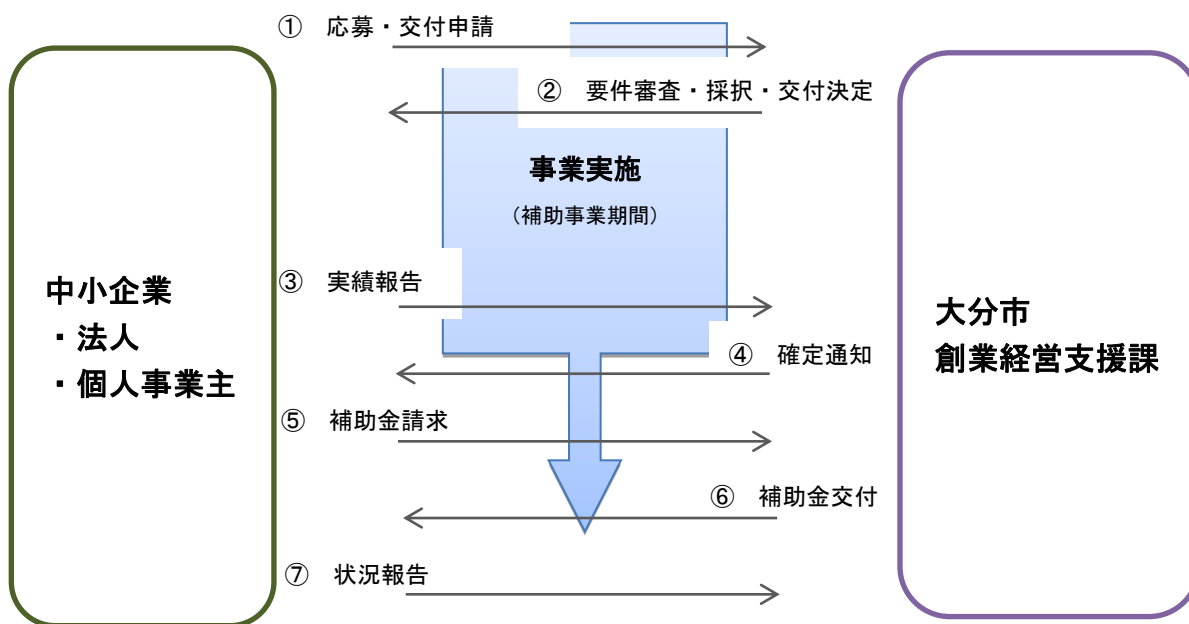 ① 応募・交付申請
② 要件審査・採択・交付決定
事業実施
(補助事業期間)
③ 実績報告
中小企業
・法人
・個人事業主
大分市
創業経営支援課
④ 確定通知
⑤ 補助金請求
⑥ 補助金交付
⑦ 状況報告